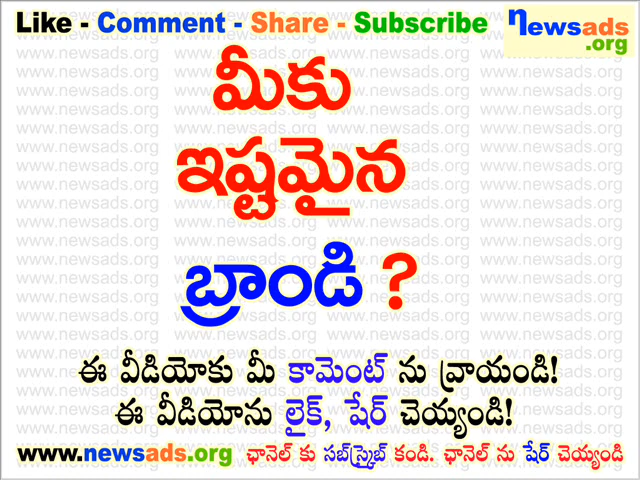 Like - Comment - Share - Subscribe
newsads
.org
మీకు
ఇష్టమైన
బ్రాండి ?
ఈ వీడియోకు మీ కామెంట్ ను వ్రాయండి!
ఈ వీడియోను లైక్, షేర్ చెయ్యండి!
www.newsads.org ఛానెల్ కు సబ్‌స్క్రైబ్ కండి. ఛానెల్ ను షేర్ చెయ్యండి